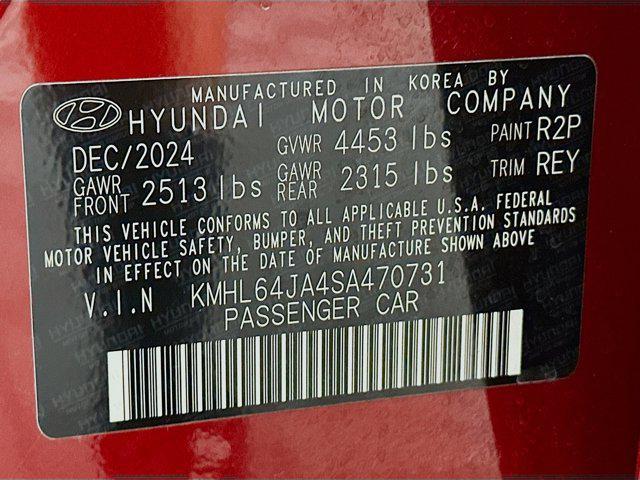 MANUFACTURED IN KOREA BY
HYUNDAI MOTOR COMPANY
DEC/2024 GVWR 4453 lbs PAINT R2P
GAWR FRONT 2513 lbs GAWR REAR 2315 lbs TRIM REY
THIS VEHICLE CONFORMS TO ALL APPLICABLE U.S.A. FEDERAL
MOTOR VEHICLE SAFETY, BUMPER, AND THEFT PREVENTION STANDARDS
IN EFFECT ON THE DATE OF MANUFACTURE SHOWN ABOVE
V.I.N KMHL64JA4SA470731
PASSENGER CAR